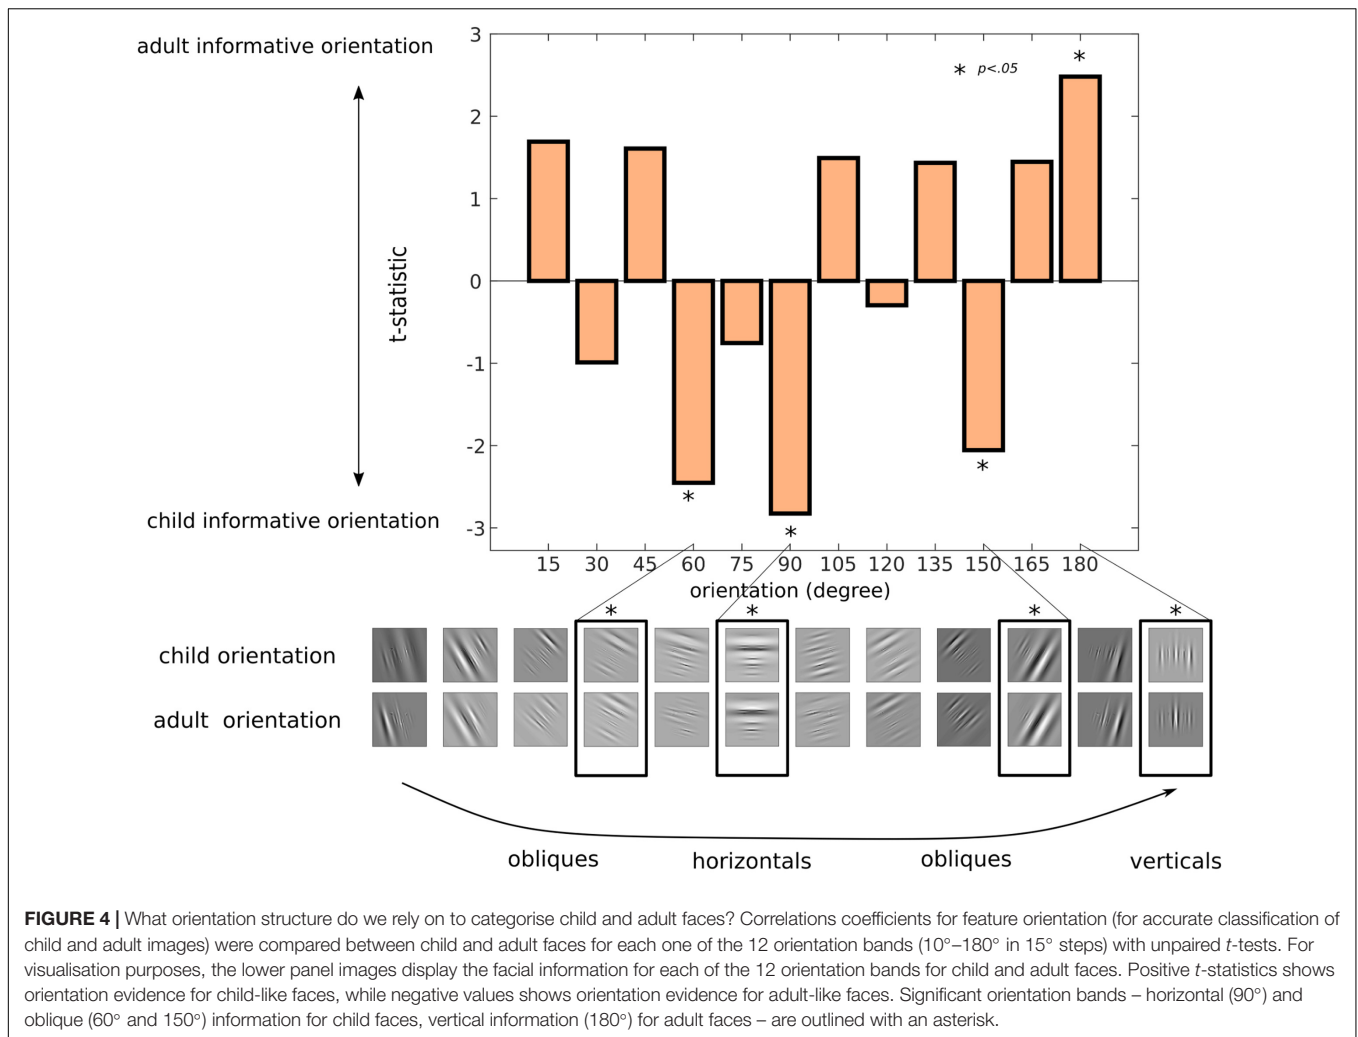 adult informative orientation
3
* p<.05
*
2
1
t-statistic
0
-1
-2
*
*
child informative orientation
-3
*
15 30 45 60 75 90 105 120 135 150 165 180
orientation (degree)
* * * *
child orientation
adult orientation
obliques horizontals obliques verticals
FIGURE 4 | What orientation structure do we rely on to categorise child and adult faces? Correlations coefficients for feature orientation (for accurate classification of
child and adult images) were compared between child and adult faces for each one of the 12 orientation bands (10°–180° in 15° steps) with unpaired t-tests. For
visualisation purposes, the lower panel images display the facial information for each of the 12 orientation bands for child and adult faces. Positive t-statistics shows
orientation evidence for child-like faces, while negative values shows orientation evidence for adult-like faces. Significant orientation bands – horizontal (90°) and
oblique (60° and 150°) information for child faces, vertical information (180°) for adult faces – are outlined with an asterisk.